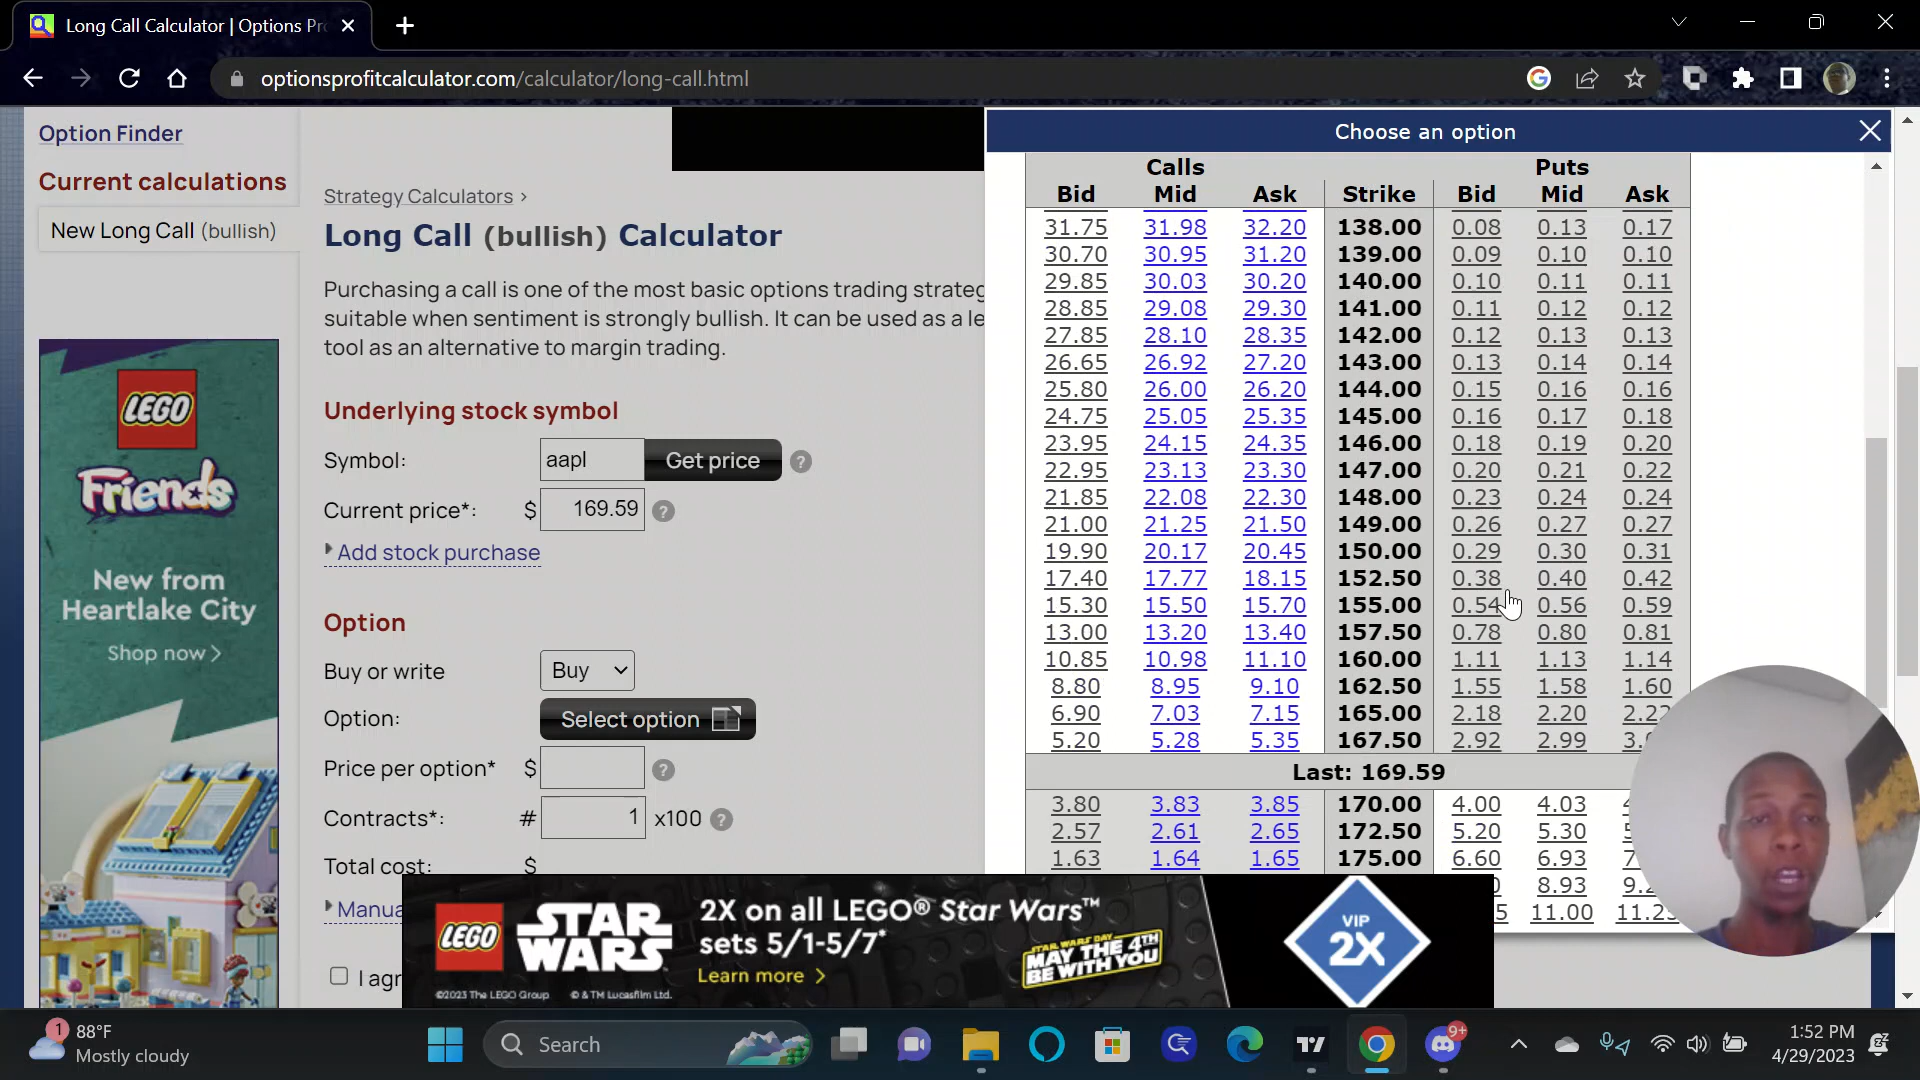 Long Call Calculator | Options Pr
optionsprofitcalculator.com/calculator/long-call.html
Option Finder
Current calculations
New Long Call (bullish)
LEGO
Friends
New from
Heartlake City
Shop now >
Strategy Calculators >
Long Call (bullish) Calculator
Purchasing a call is one of the most basic options trading strateg
suitable when sentiment is strongly bullish. It can be used as a le
tool as an alternative to margin trading.
Underlying stock symbol
Symbol: aapl Get price ?
Current price*: $ 169.59 ?
Add stock purchase
Option
Buy or write Buy
Option: Select option
Price per option* $ ?
Contracts*: # 1 x100 ?
Total cost: $
Manua
I agr
Choose an option
Calls Puts
Bid Mid Ask Strike Bid Mid Ask
31.75 31.98 32.20 138.00 0.08 0.13 0.17
30.70 30.95 31.20 139.00 0.09 0.10 0.10
29.85 30.03 30.20 140.00 0.10 0.11 0.11
28.85 29.08 29.30 141.00 0.11 0.12 0.12
27.85 28.10 28.35 142.00 0.12 0.13 0.13
26.65 26.92 27.20 143.00 0.13 0.14 0.14
25.80 26.00 26.20 144.00 0.15 0.16 0.16
24.75 25.05 25.35 145.00 0.16 0.17 0.18
23.95 24.15 24.35 146.00 0.18 0.19 0.20
22.95 23.13 23.30 147.00 0.20 0.21 0.22
21.85 22.08 22.30 148.00 0.23 0.24 0.24
21.00 21.25 21.50 149.00 0.26 0.27 0.27
19.90 20.17 20.45 150.00 0.29 0.30 0.31
17.40 17.77 18.15 152.50 0.38 0.40 0.42
15.30 15.50 15.70 155.00 0.54 0.56 0.59
13.00 13.20 13.40 157.50 0.78 0.80 0.81
10.85 10.98 11.10 160.00 1.11 1.13 1.14
8.80 8.95 9.10 162.50 1.55 1.58 1.60
6.90 7.03 7.15 165.00 2.18 2.20
5.20 5.28 5.35 167.50 2.92 2.99
Last: 169.59
3.80 3.83 3.85 170.00 4.00 4.03
2.57 2.61 2.65 172.50 5.20 5.30
1.63 1.64 1.65 175.00 6.60 6.93
8.93
11.00
LEGO STAR WARS
2X on all LEGO® Star Wars™
sets 5/1-5/7*
Learn more >
©2023 The LEGO Group © & TM Lucasfilm Ltd.
STAR WARS DAY
MAY THE 4TH
BE WITH YOU
VIP
2X
1
88°F
Mostly cloudy
Search
9+
1:52 PM
4/29/2023